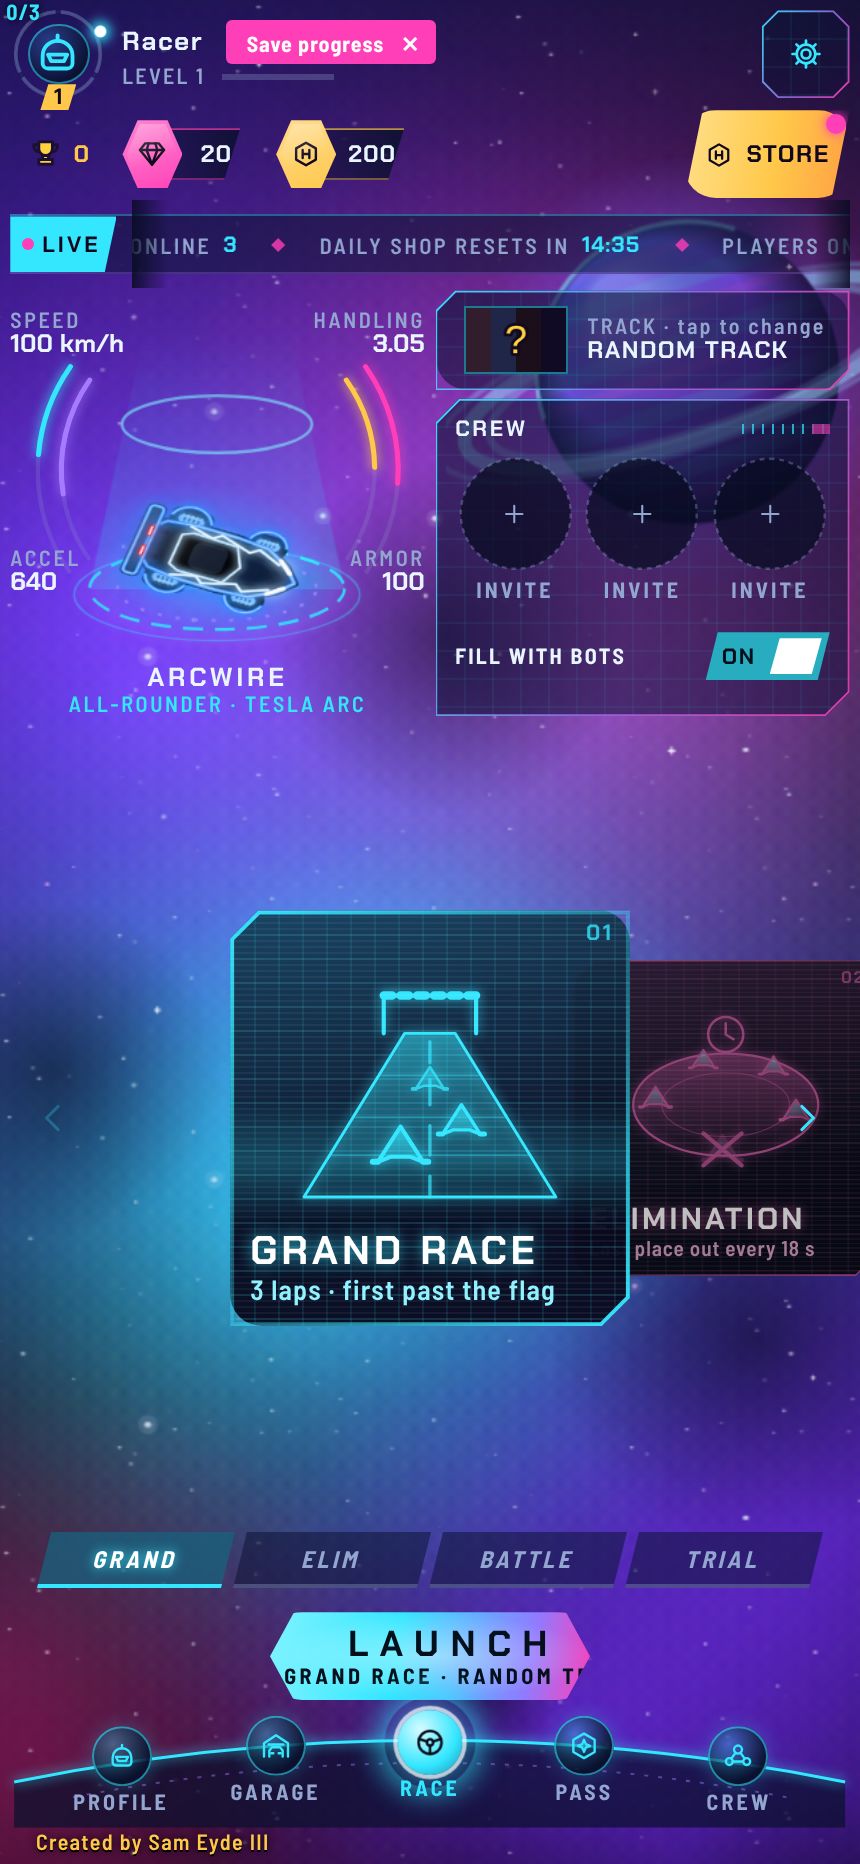 0/3
Racer
Save progress ×
LEVEL 1
1
0
20
200
STORE
LIVE
ONLINE 3 ◆ DAILY SHOP RESETS IN 14:35 ◆ PLAYERS
SPEED
100 km/h
HANDLING
3.05
?
TRACK · tap to change
RANDOM TRACK
CREW
+ + +
INVITE INVITE INVITE
ACCEL
640
ARMOR
100
FILL WITH BOTS
ON
ARCWIRE
ALL-ROUNDER · TESLA ARC
01
02
GRAND RACE
3 laps · first past the flag
IMINATION
place out every 18 s
GRAND ELIM BATTLE TRIAL
LAUNCH
GRAND RACE · RANDOM
PROFILE GARAGE RACE PASS CREW
Created by Sam Eyde III